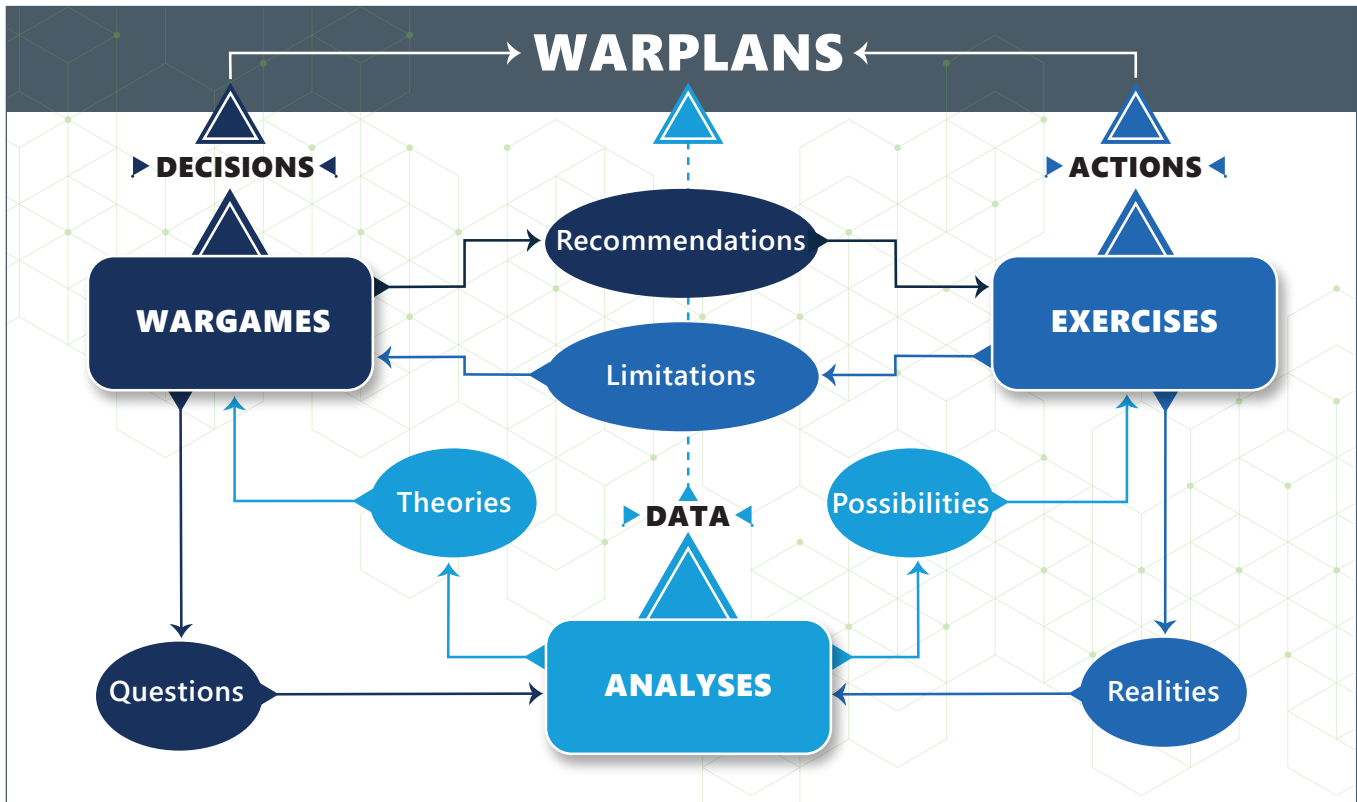 WARPLANS
DECISIONS
ACTIONS
Recommendations
WARGAMES
EXERCISES
Limitations
Theories
Possibilities
DATA
Questions
ANALYSES
Realities